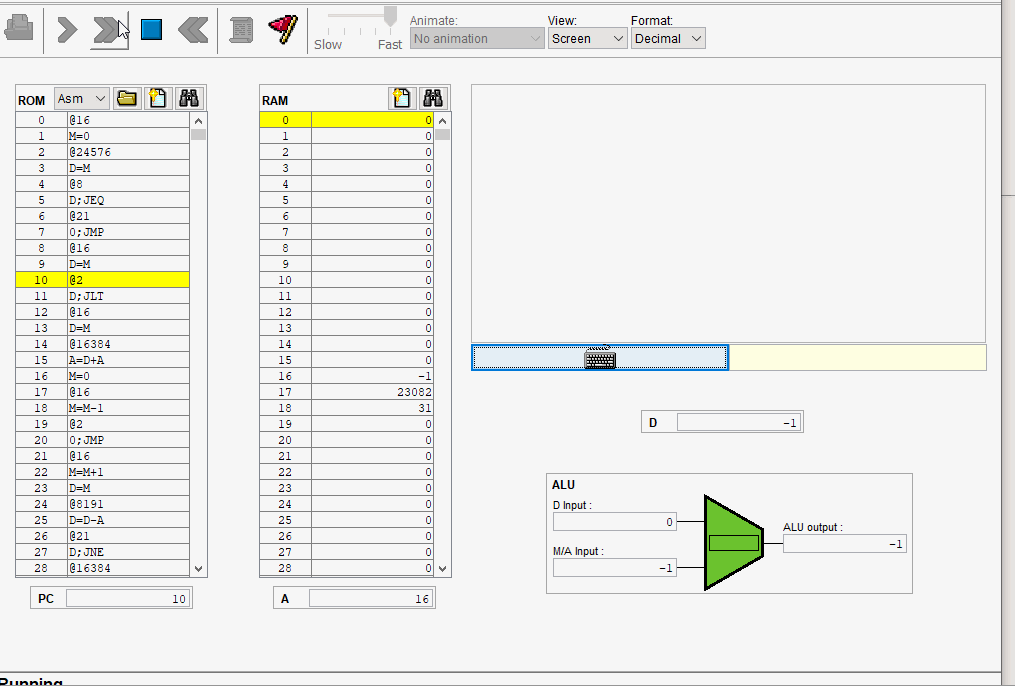 Animate: View: Format:
Slow Fast No animation Screen Decimal
ROM Asm RAM
0 @16 0 0
1 M=0 1 0
2 @24576 2 0
3 D=M 3 0
4 @8 4 0
5 D;JEQ 5 0
6 @21 6 0
7 0;JMP 7 0
8 @16 8 0
9 D=M 9 0
10 @2 10 0
11 D;JLT 11 0
12 @16 12 0
13 D=M 13 0
14 @16384 14 0
15 A=D+A 15 0
16 M=0 16 -1
17 @16 17 23082
18 M=M-1 18 31
19 @2 19 0
20 0;JMP 20 0
21 @16 21 0
22 M=M+1 22 0
23 D=M 23 0
24 @8191 24 0
25 D=D-A 25 0
26 @21 26 0
27 D;JNE 27 0
28 @16384 28 0
PC 10 A 16
D -1
ALU
D Input :
0
M/A Input :
-1
ALU output :
-1
Running